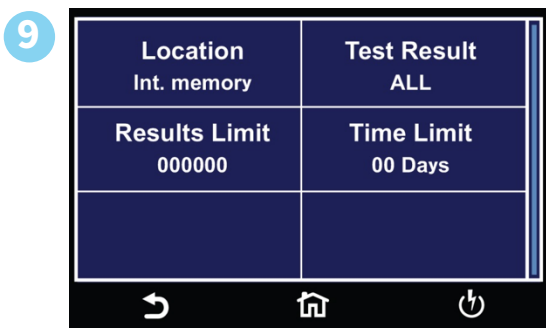 9
Location
Int. memory
Test Result
ALL
Results Limit
000000
Time Limit
00 Days